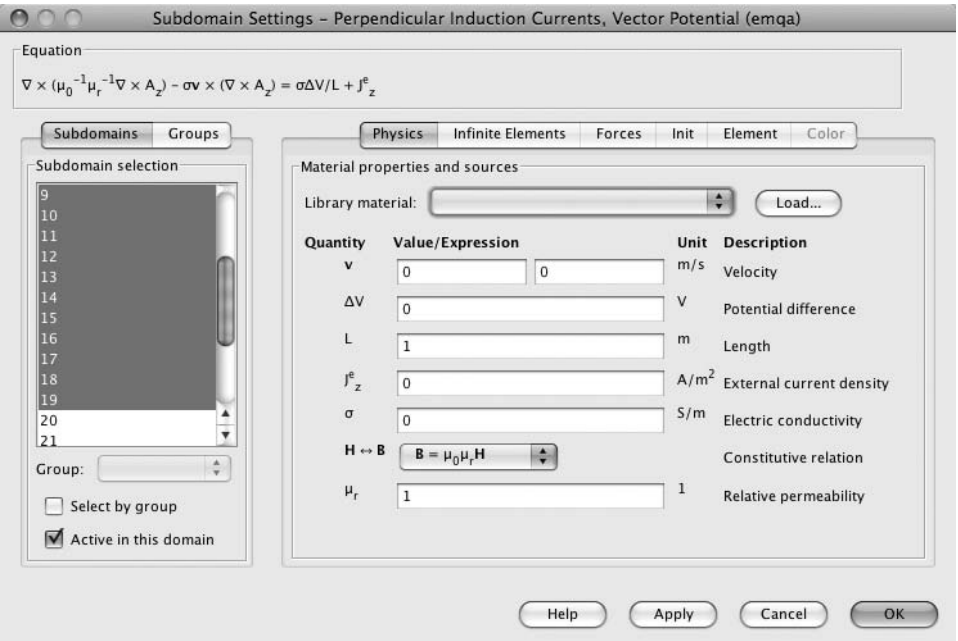 Subdomain Settings – Perpendicular Induction Currents, Vector Potential (emqa)
Equation
∇ × (μ₀⁻¹μᵣ⁻¹∇ × A_z) – σv × (∇ × A_z) = σΔV/L + Jᵉ_z
Subdomains Groups
Subdomain selection
9
10
11
12
13
14
15
16
17
18
19
20
21
Group:
Select by group
Active in this domain
Physics Infinite Elements Forces Init Element Color
Material properties and sources
Library material: Load...
Quantity Value/Expression Unit Description
v 0 0 m/s Velocity
ΔV 0 V Potential difference
L 1 m Length
Jᵉ_z 0 A/m² External current density
σ 0 S/m Electric conductivity
H ↔ B B = μ₀μᵣH Constitutive relation
μᵣ 1 1 Relative permeability
Help Apply Cancel OK